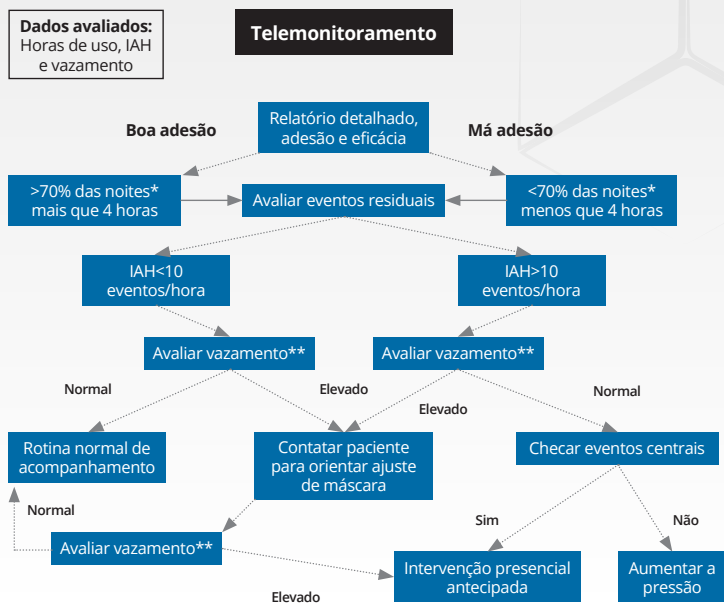 Dados avaliados:
Horas de uso, IAH
e vazamento
Telemonitoramento
Boa adesão
Relatório detalhado,
adesão e eficácia
Má adesão
>70% das noites*
mais que 4 horas
Avaliar eventos residuais
<70% das noites*
menos que 4 horas
IAH<10
eventos/hora
IAH>10
eventos/hora
Avaliar vazamento**
Avaliar vazamento**
Normal
Elevado
Elevado
Normal
Rotina normal de
acompanhamento
Contatar paciente
para orientar ajuste
de máscara
Checar eventos centrais
Normal
Sim
Não
Avaliar vazamento**
Elevado
Intervenção presencial
antecipada
Aumentar a
pressão